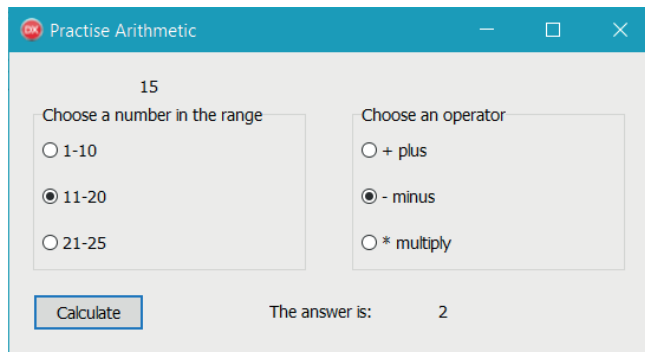 DX Practise Arithmetic
15
Choose a number in the range
1-10
11-20
21-25
Choose an operator
+ plus
- minus
* multiply
Calculate
The answer is: 2